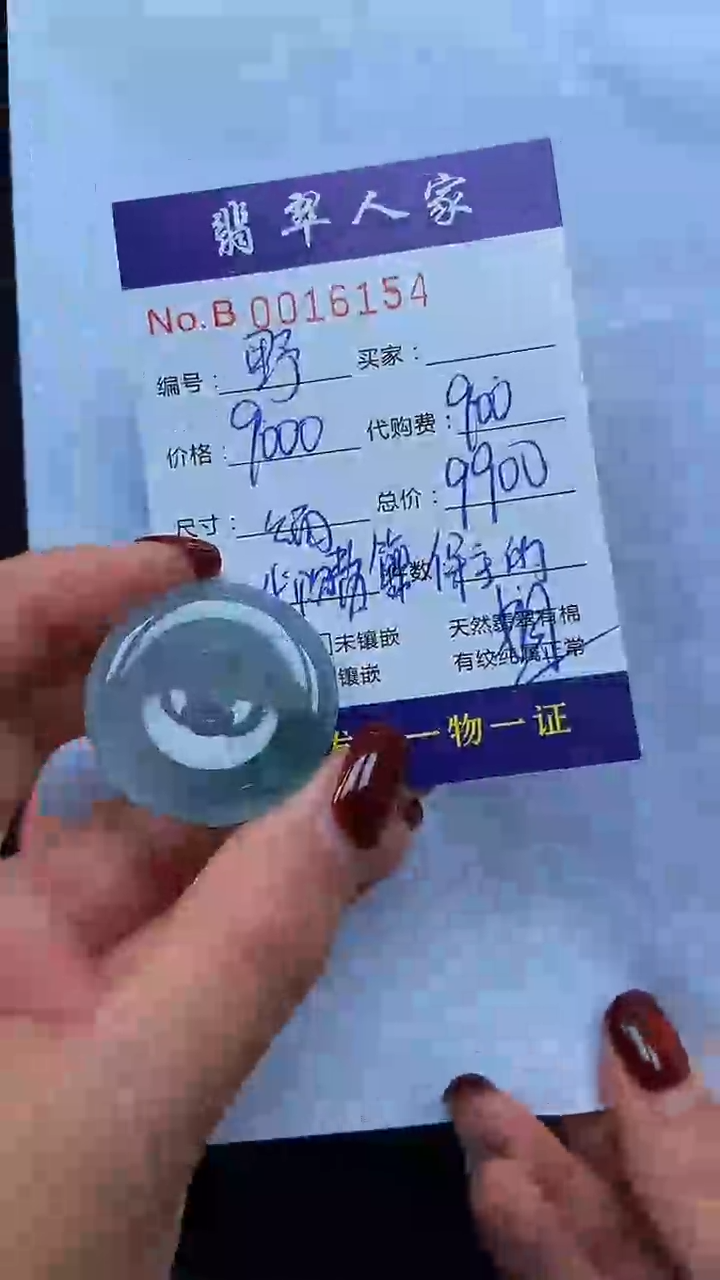 翡翠人家
No.B 0016154
编号: 野 买家:
价格: 9000 代购费: 900
尺寸: 总价: 9900
件数
门未镶嵌 天然翡翠有棉
镶嵌 有纹纯属正常
一物一证